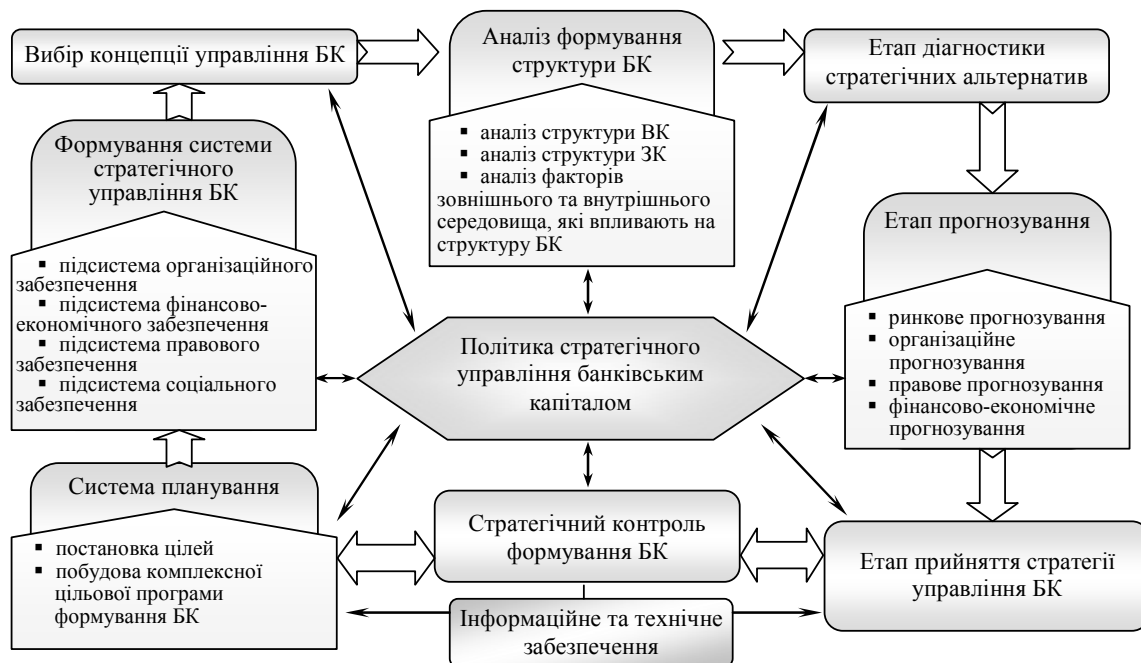 Вибір концепції управління БК
Аналіз формування
структури БК
▪ аналіз структури ВК
▪ аналіз структури ЗК
▪ аналіз факторів
зовнішнього та внутрішнього
середовища, які впливають на
структуру БК
Етап діагностики
стратегічних альтернатив
Формування системи
стратегічного
управління БК
▪ підсистема організаційного
забезпечення
▪ підсистема фінансово-
економічного забезпечення
▪ підсистема правового
забезпечення
▪ підсистема соціального
забезпечення
Політика стратегічного
управління банківським
капіталом
Етап прогнозування
▪ ринкове прогнозування
▪ організаційне
прогнозування
▪ правове прогнозування
▪ фінансово-економічне
прогнозування
Система планування
▪ постановка цілей
▪ побудова комплексної
цільової програми
формування БК
Стратегічний контроль
формування БК
Етап прийняття стратегії
управління БК
Інформаційне та технічне
забезпечення